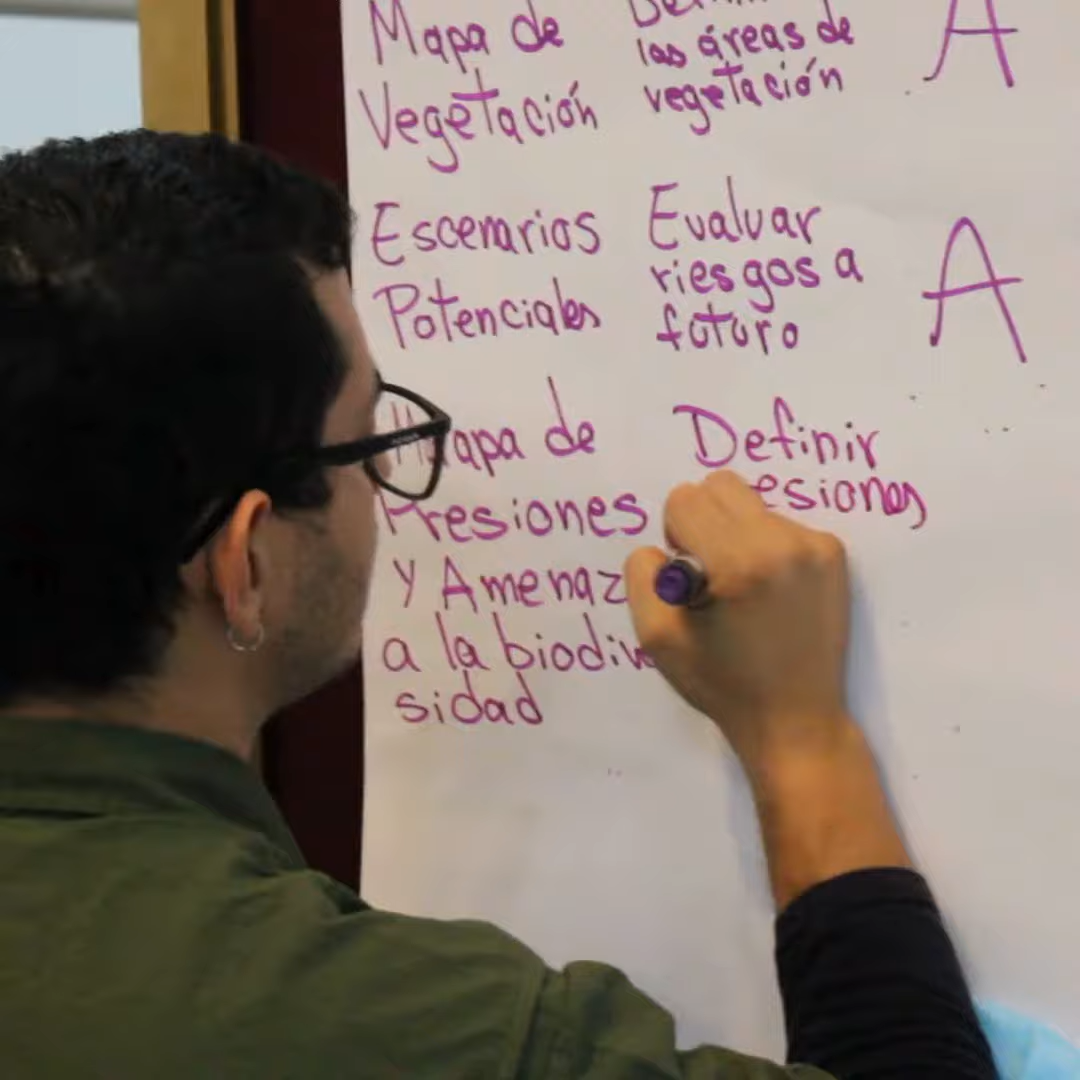 Mapa de
Vegetación
las áreas de
vegetación
A
Escenarios
Potenciales
Evaluar
riesgos a
futuro
A
Mapa de
Presiones
y Amenaz
a la biodive
sidad
Definir
esiones